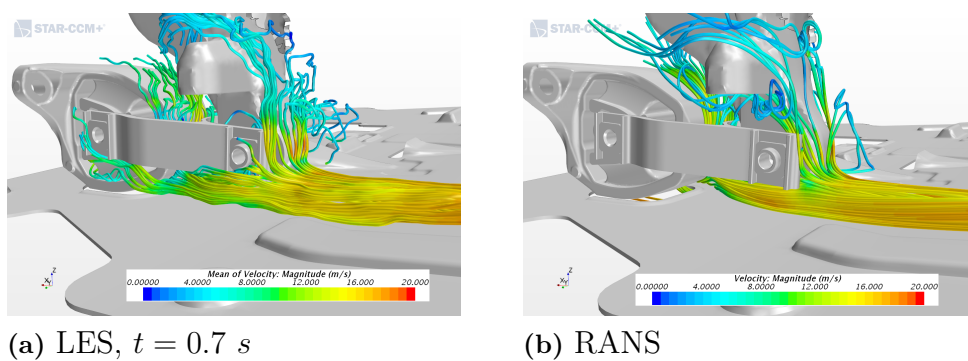 STAR-CCM+
Mean of Velocity: Magnitude (m/s)
0.00000 4.0000 8.0000 12.000 16.000 20.000
(a) LES, t = 0.7 s
STAR-CCM+
Velocity: Magnitude (m/s)
0.00000 4.0000 8.0000 12.000 16.000 20.000
(b) RANS